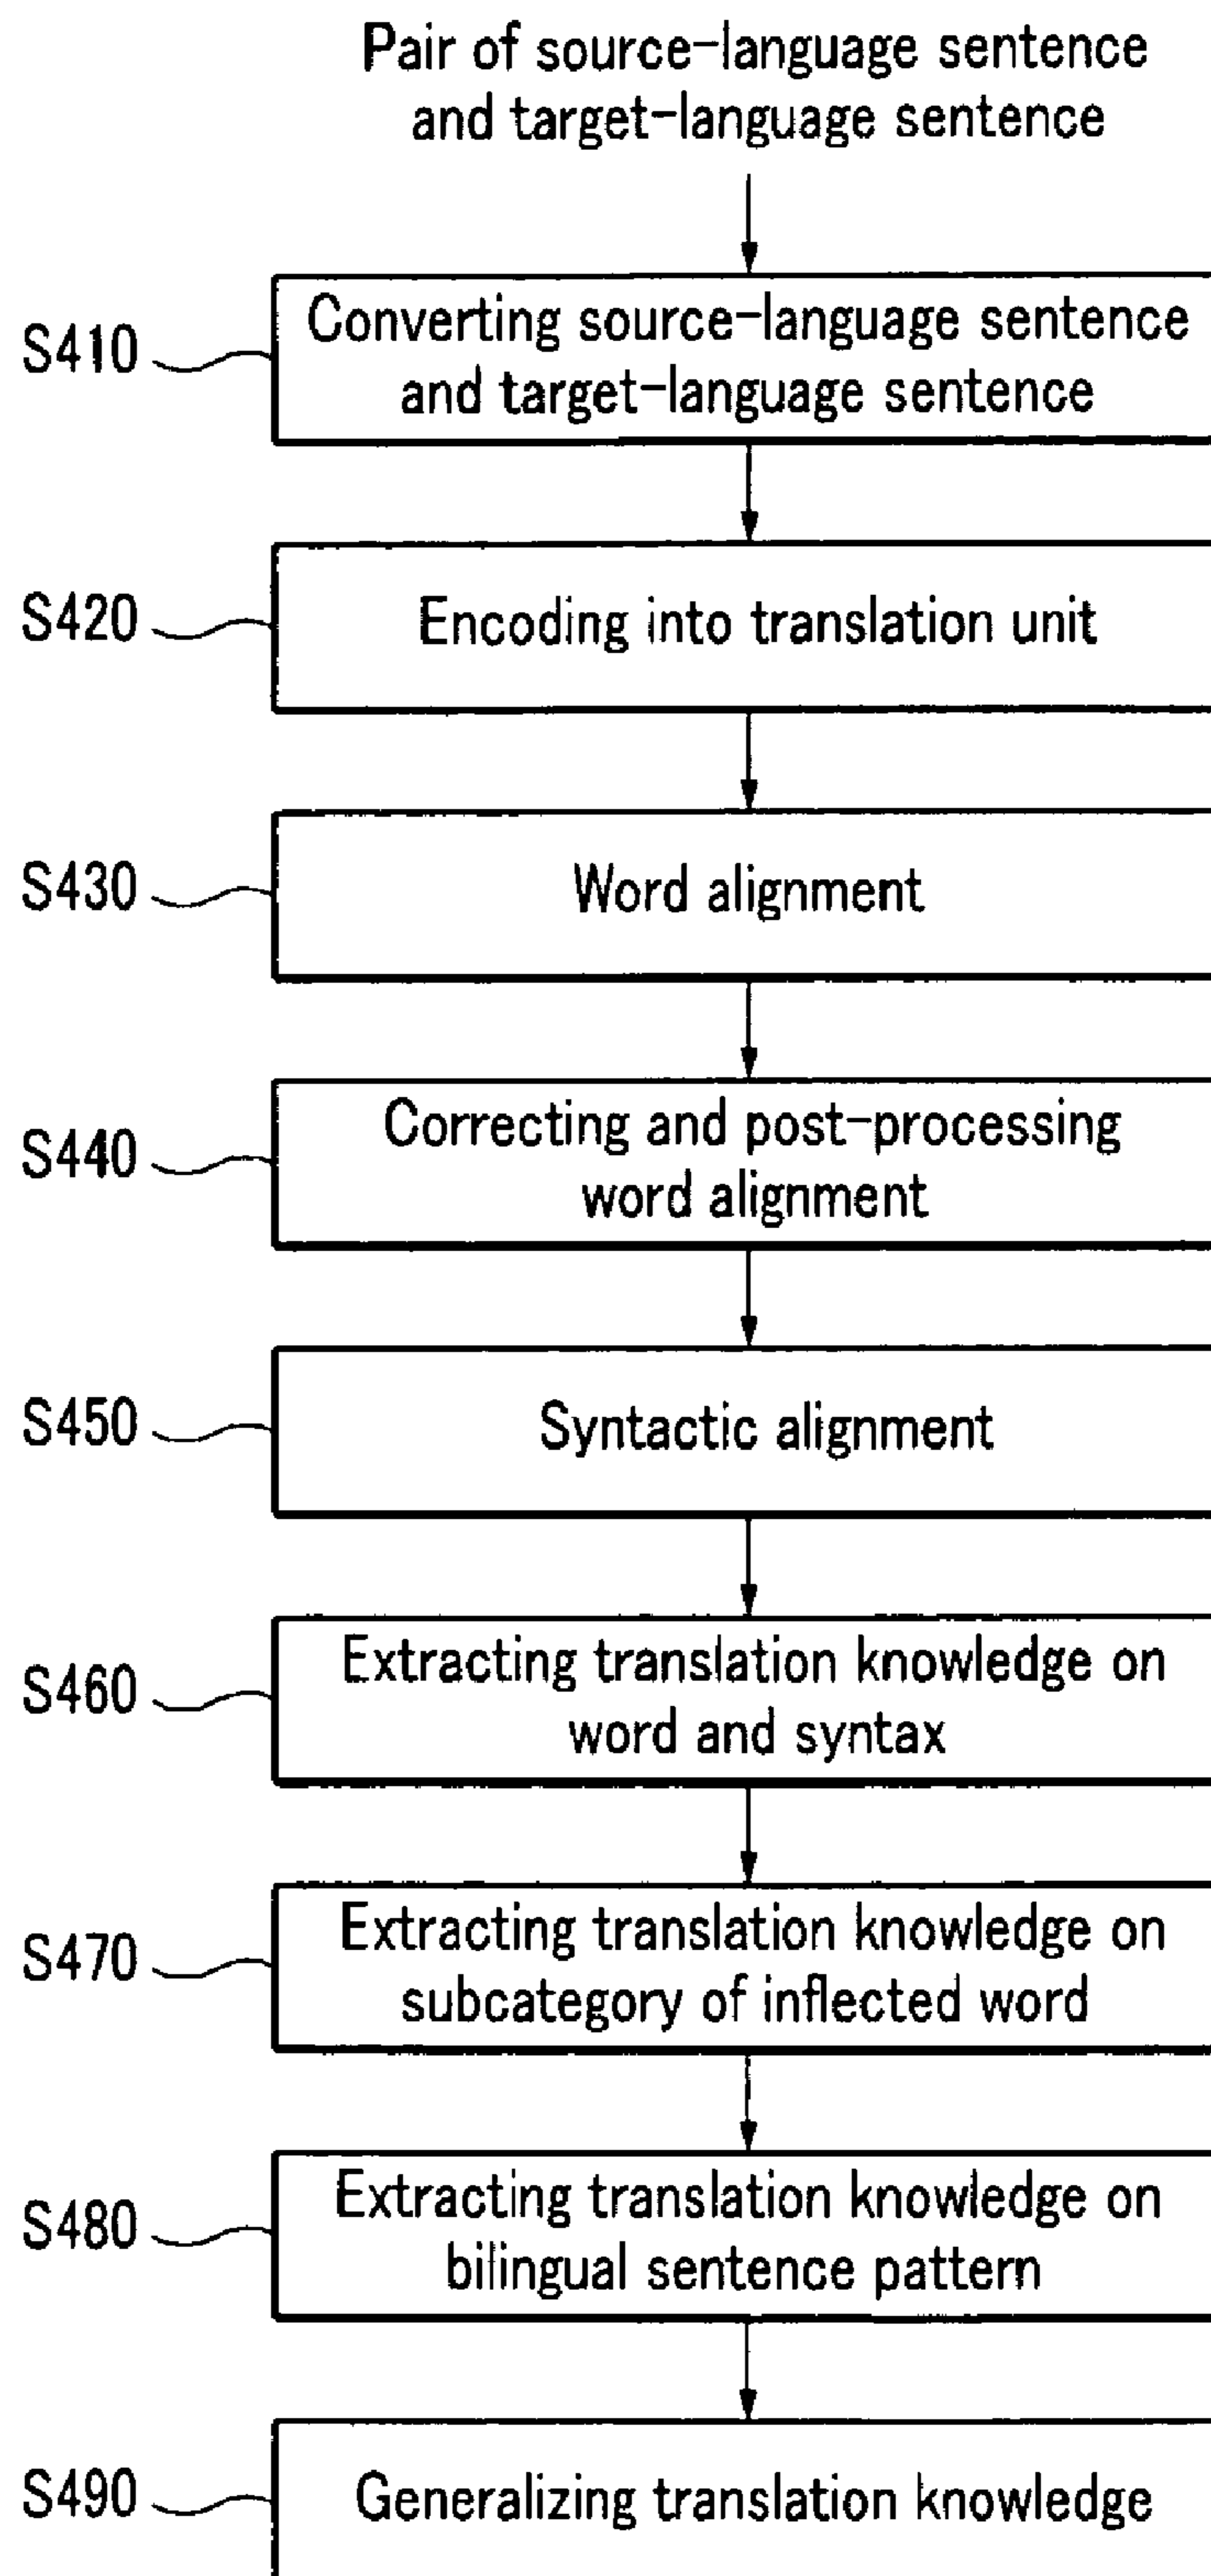 Pair of source-language sentence
and target-language sentence
S410
Converting source-language sentence
and target-language sentence
S420
Encoding into translation unit
S430
Word alignment
S440
Correcting and post-processing
word alignment
S450
Syntactic alignment
S460
Extracting translation knowledge on
word and syntax
S470
Extracting translation knowledge on
subcategory of inflected word
S480
Extracting translation knowledge on
bilingual sentence pattern
S490
Generalizing translation knowledge